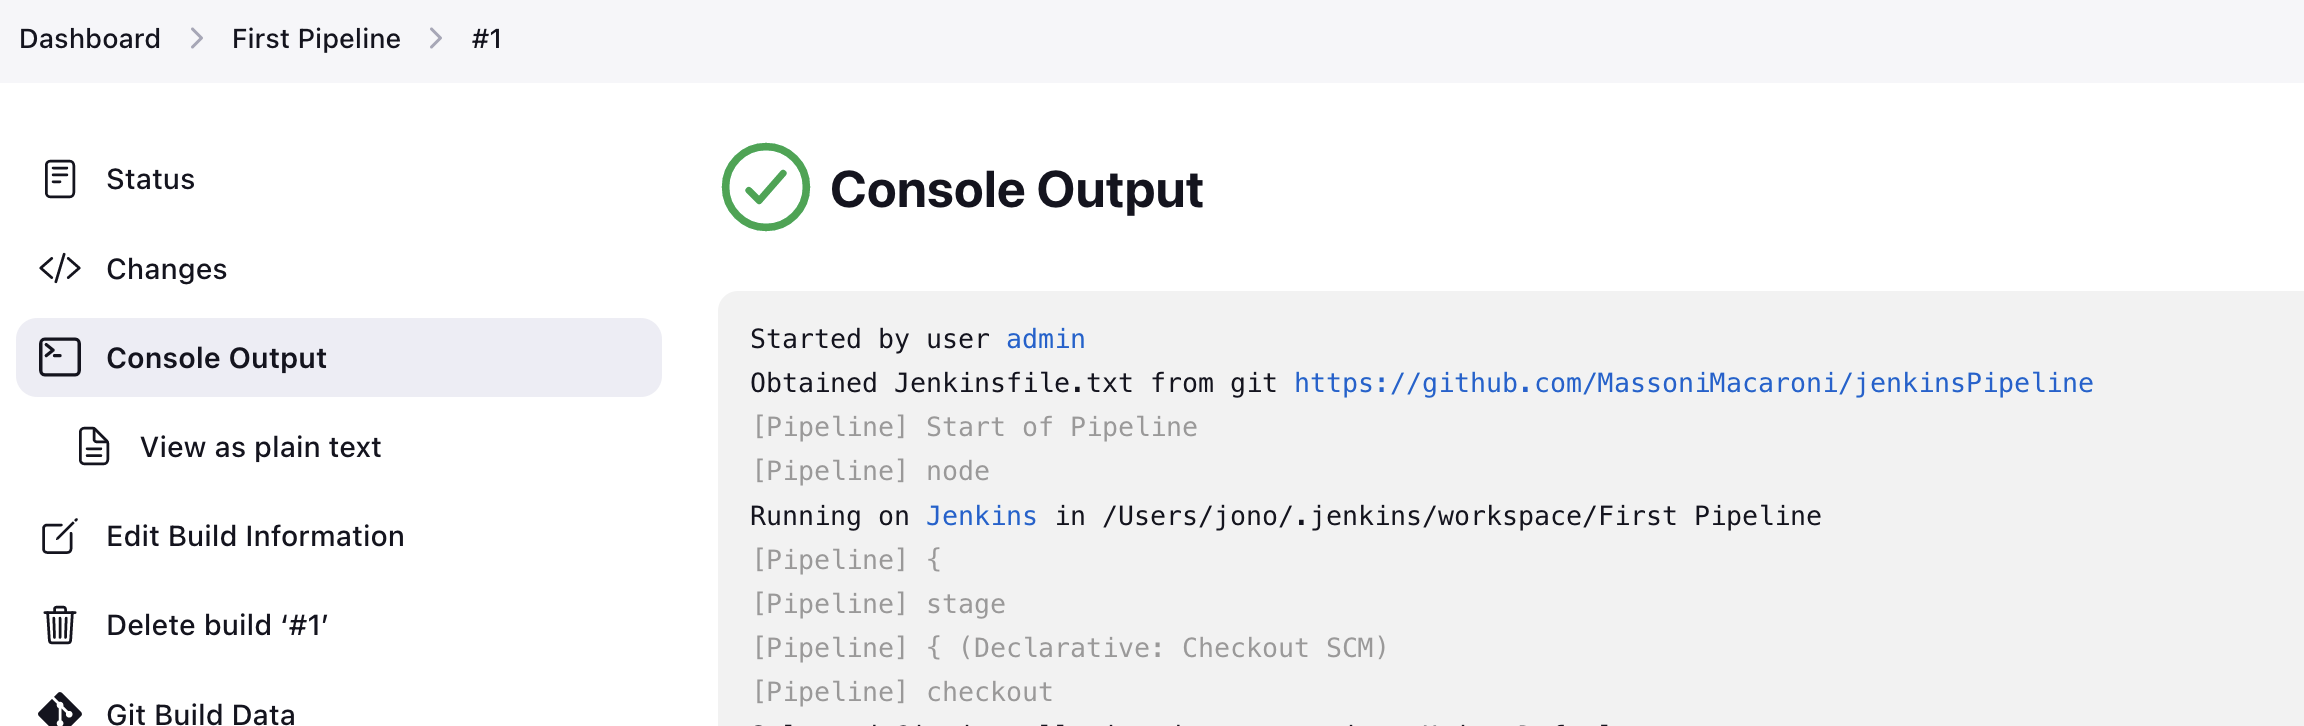 Dashboard > First Pipeline > #1
Status
Changes
Console Output
View as plain text
Edit Build Information
Delete build ‘#1’
Git Build Data
Console Output
Started by user admin
Obtained Jenkinsfile.txt from git https://github.com/MassoniMacaroni/jenkinsPipeline
[Pipeline] Start of Pipeline
[Pipeline] node
Running on Jenkins in /Users/jono/.jenkins/workspace/First Pipeline
[Pipeline] {
[Pipeline] stage
[Pipeline] { (Declarative: Checkout SCM)
[Pipeline] checkout